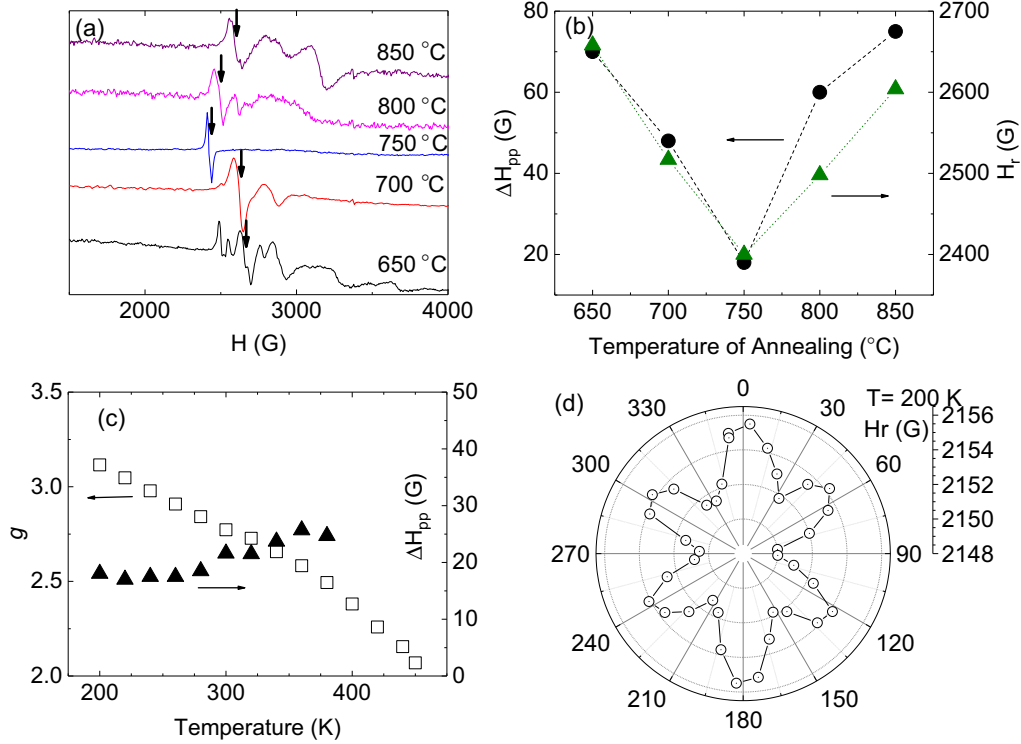 (a)
850 °C
800 °C
750 °C
700 °C
650 °C
2000 3000 4000
H (G)
(b)
80
60
40
20
ΔHpp (G)
2700
2600
2500
2400
Hr (G)
650 700 750 800 850
Temperature of Annealing (°C)
(c)
3.5
3.0
2.5
2.0
g
50
40
30
20
10
0
ΔHpp (G)
200 300 400
Temperature (K)
(d)
T= 200 K
Hr (G)
0
30
60
90
120
150
180
210
240
270
300
330
2156
2154
2152
2150
2148